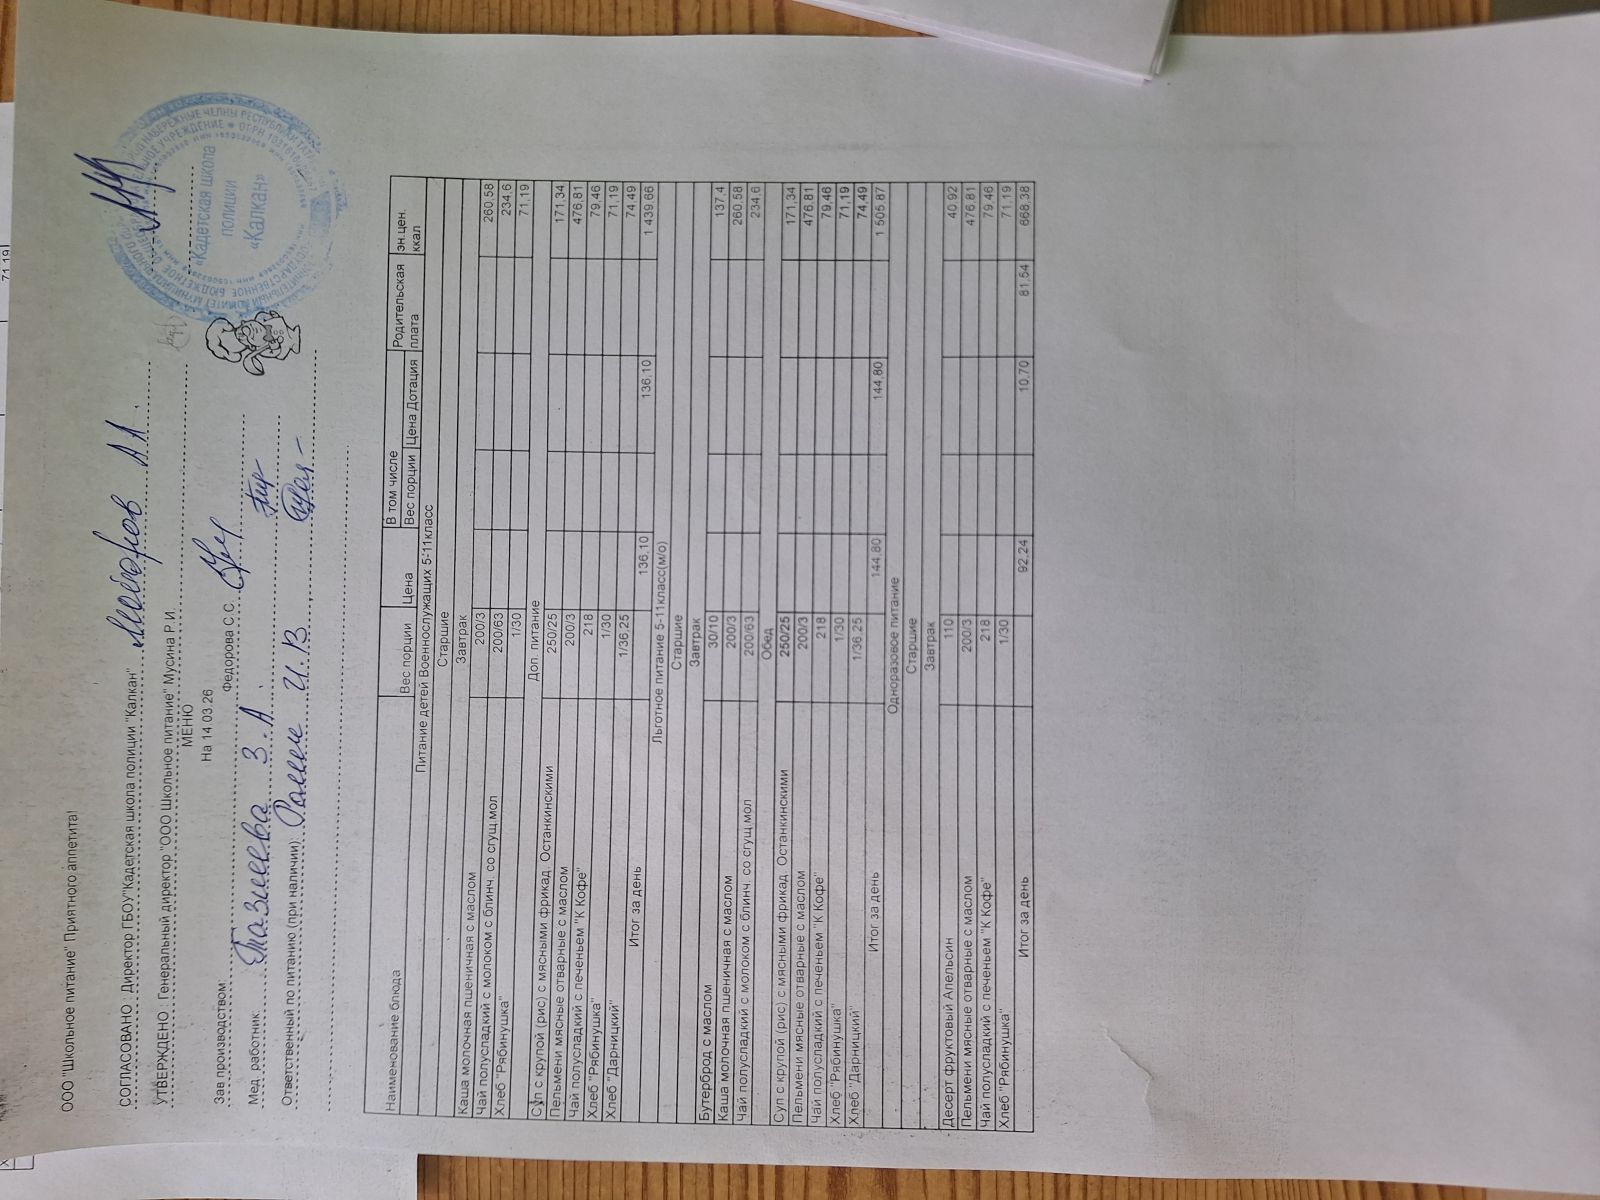 ООО "Школьное питание" Приятного аппетита!
СОГЛАСОВАНО : Директор ГБОУ"Кадетская школа полиции "Калкан"
УТВЕРЖДЕНО : Генеральный директор "ООО Школьное питание" Мусина Р.И.
МЕНЮ
На 14.03.26
Зав производством: Федорова С.С.
Мед. работник: З.А.
Ответственный по питанию (при наличии) И.В
«Кадетская школа
полиции
«Калкан»
Наименование блюда Вес порции Цена В том числе Вес порции Цена Дотация Родительская плата эн.цен. ккал
Питание детей Военнослужащих 5-11класс
Старшие
Завтрак
Каша молочная пшеничная с маслом 200/3 260,58
Чай полусладкий с молоком с блинч. со сгущ.мол 200/63 234,6
Хлеб "Рябинушка" 1/30 71,19
Доп. питание
Суп с крупой (рис) с мясными фрикад. Останкинскими 250/25 171,34
Пельмени мясные отварные с маслом 200/3 476,81
Чай полусладкий с печеньем "К Кофе" 218 79,46
Хлеб "Рябинушка" 1/30 71,19
Хлеб "Дарницкий" 1/36,25 74,49
Итог за день 136,10 136,10 1 439,66
Льготное питание 5-11класс(м/о)
Старшие
Завтрак
Бутерброд с маслом 30/10 137,4
Каша молочная пшеничная с маслом 200/3 260,58
Чай полусладкий с молоком с блинч. со сгущ.мол 200/63 234,6
Обед
Суп с крупой (рис) с мясными фрикад. Останкинскими 250/25 171,34
Пельмени мясные отварные с маслом 200/3 476,81
Чай полусладкий с печеньем "К Кофе" 218 79,46
Хлеб "Рябинушка" 1/30 71,19
Хлеб "Дарницкий" 1/36,25 74,49
Итог за день 144,80 144,80 1 505,87
Одноразовое питание
Старшие
Завтрак
Десерт фруктовый Апельсин 110 40,92
Пельмени мясные отварные с маслом 200/3 476,81
Чай полусладкий с печеньем "К Кофе" 218 79,46
Хлеб "Рябинушка" 1/30 71,19
Итог за день 92,24 10,70 81,54 668,38